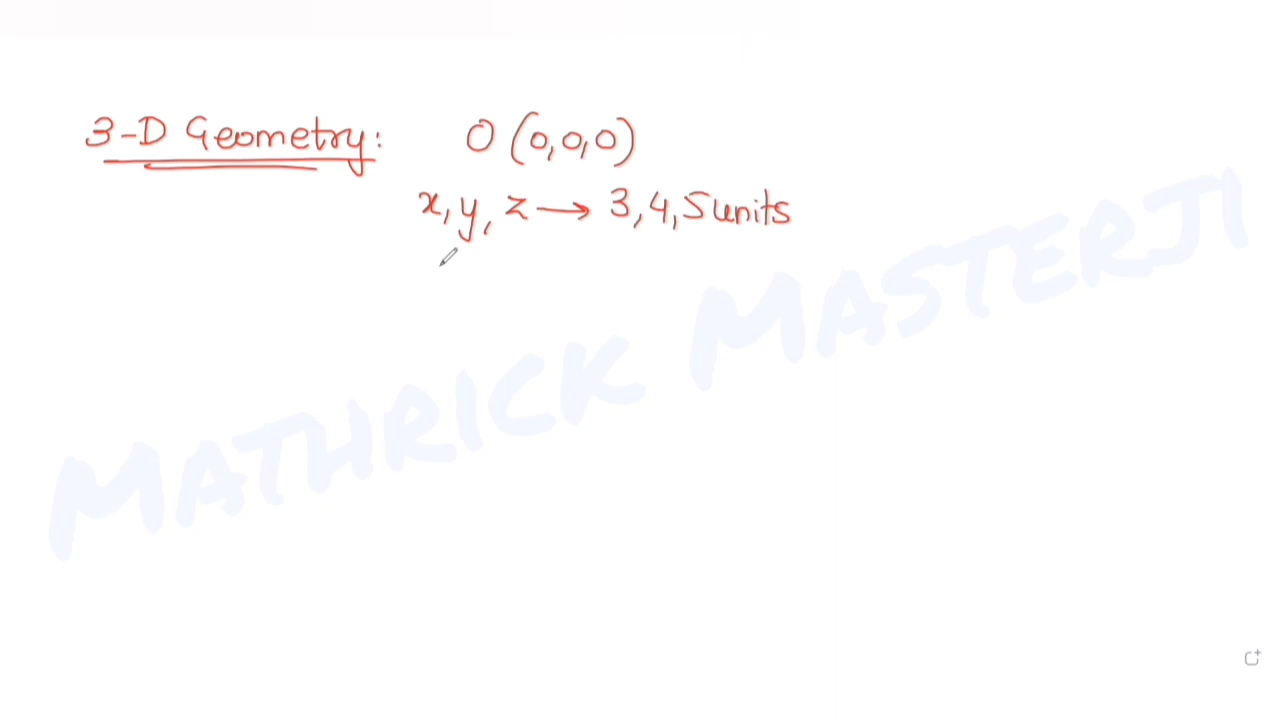 3-D Geometry: O (0,0,0)
x, y, z → 3, 4, 5 units
MATHRICK MASTERJI